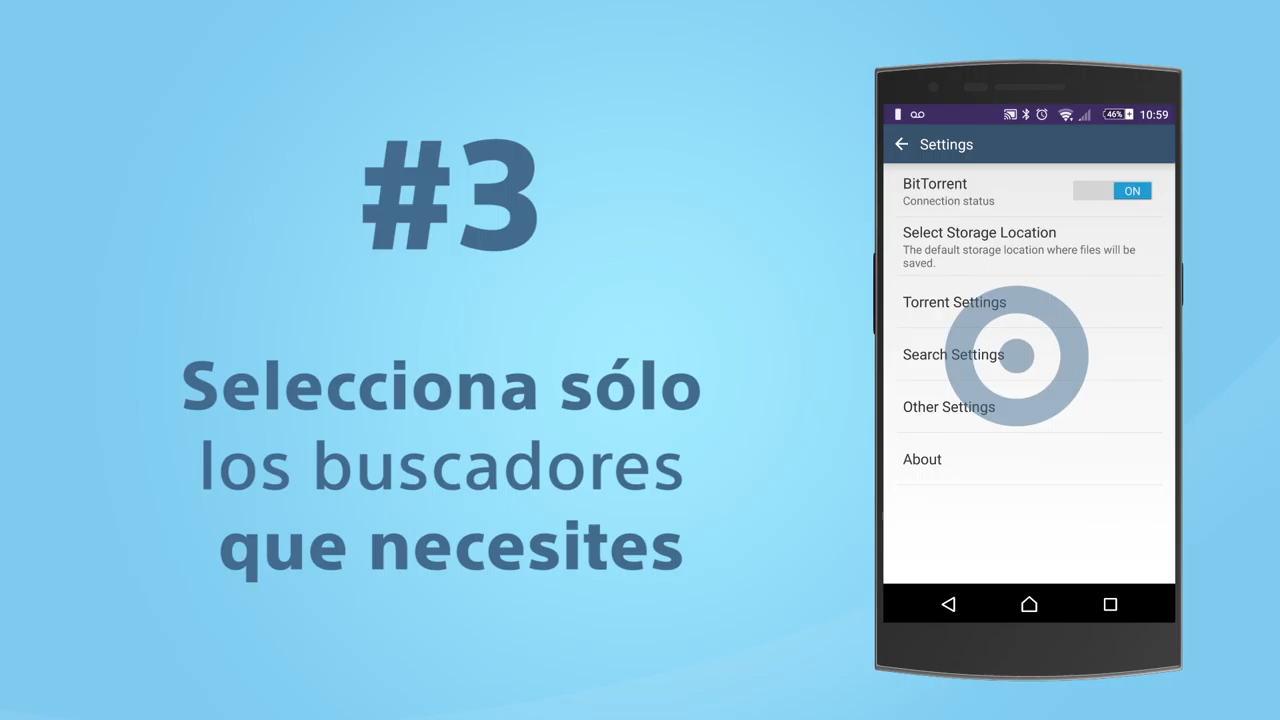 #3
Selecciona sólo
los buscadores
que necesites
46% 10:59
Settings
BitTorrent
ON
Connection status
Select Storage Location
The default storage location where files will be
saved.
Torrent Settings
Search Settings
Other Settings
About